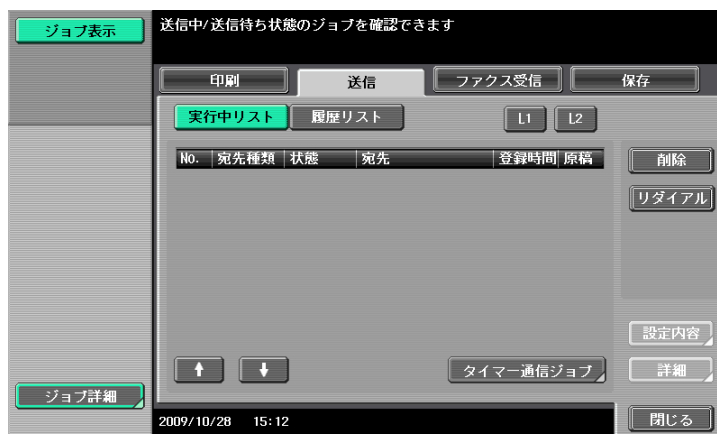 ジョブ表示
送信中/送信待ち状態のジョブを確認できます
印刷 送信 ファクス受信 保存
実行中リスト 履歴リスト L1 L2
No. 宛先種類 状態 宛先 登録時間 原稿
削除
リダイアル
設定内容
タイマー通信ジョブ 詳細
ジョブ詳細
2009/10/28 15:12 閉じる